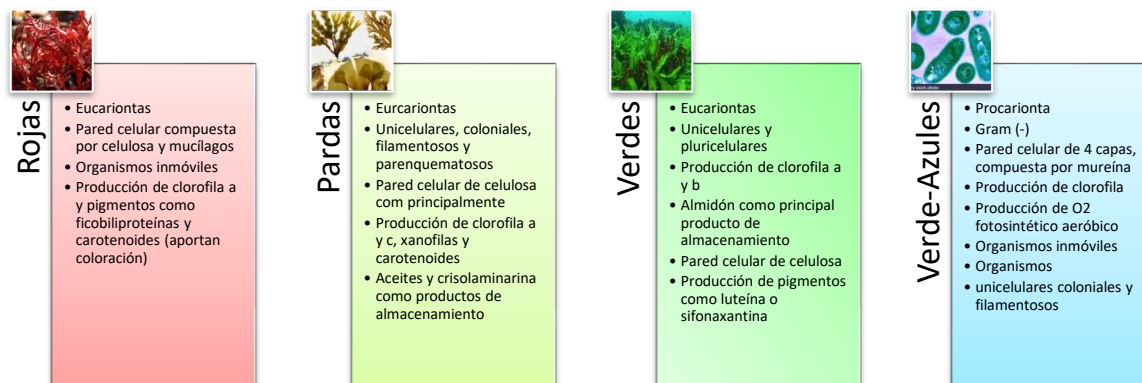 Rojas
• Eucariontas
• Pared celular compuesta
por celulosa y mucílagos
• Organismos inmóviles
• Producción de clorofila a
y pigmentos como
ficobiliproteínas y
carotenoides (aportan
coloración)
Pardas
• Eurcariontas
• Unicelulares, coloniales,
filamentosos y
parenquematosos
• Pared celular de celulosa
com principalmente
• Producción de clorofila a
y c, xanofilas y
carotenoides
• Aceites y crisolaminarina
como productos de
almacenamiento
Verdes
• Eucariontas
• Unicelulares y
pluricelulares
• Producción de clorofila a
y b
• Almidón como principal
producto de
almacenamiento
• Pared celular de celulosa
• Producción de pigmentos
como luteína o
sifonaxantina
Verde-Azules
• Procarionta
• Gram (-)
• Pared celular de 4 capas,
compuesta por mureína
• Producción de clorofila
• Producción de O2
fotosintético aeróbico
• Organismos inmóviles
• Organismos
• unicelulares coloniales y
filamentosos